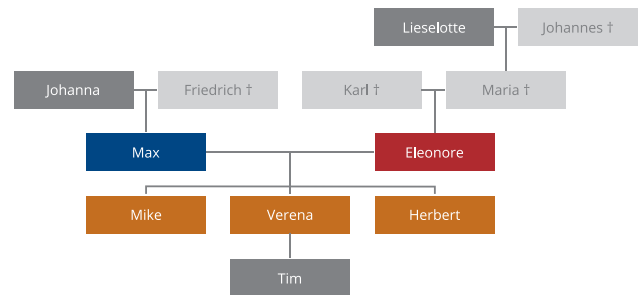 Lieselotte
Johannes †
Johanna
Friedrich †
Karl †
Maria †
Max
Eleonore
Mike
Verena
Herbert
Tim